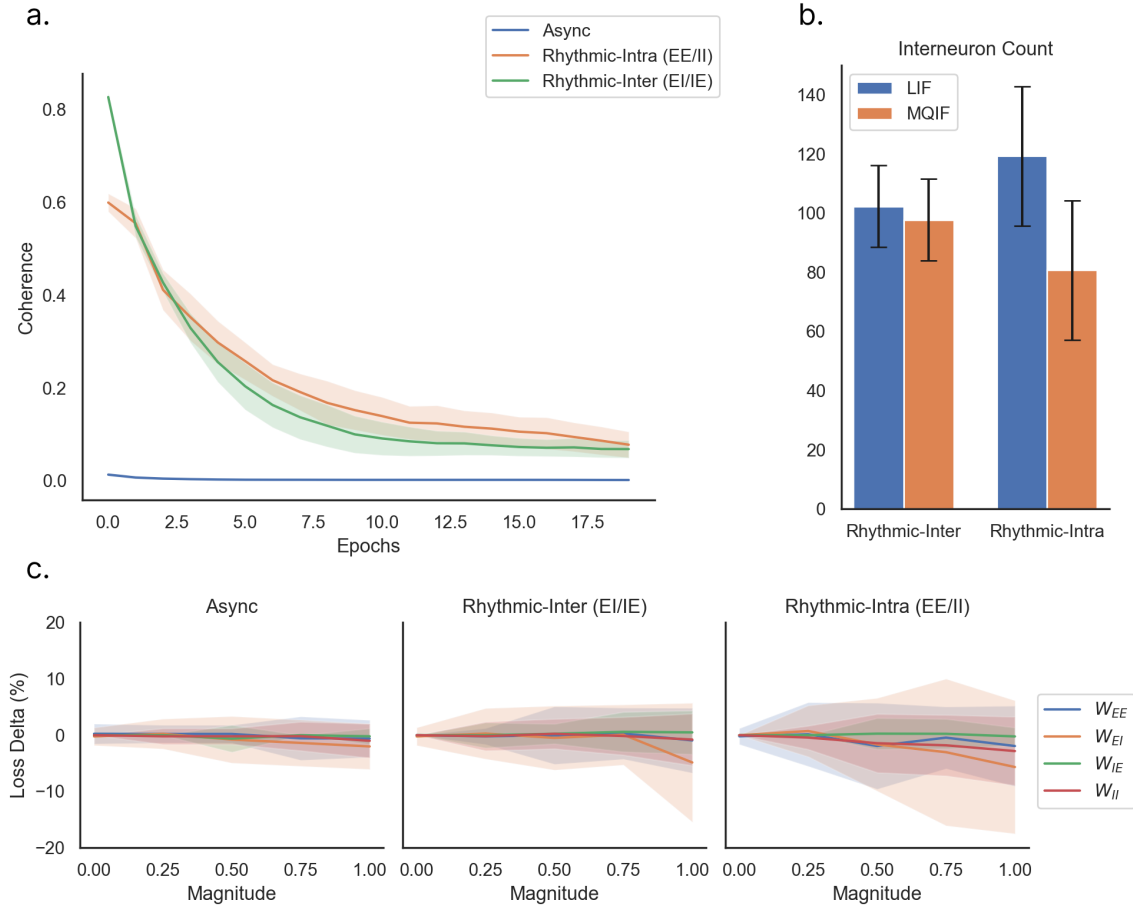 a.
Async
Rhythmic-Intra (EE/II)
Rhythmic-Inter (EI/IE)
0.8
0.6
0.4
0.2
0.0
Coherence
0.0 2.5 5.0 7.5 10.0 12.5 15.0 17.5
Epochs
b.
Interneuron Count
LIF
MQIF
140
120
100
80
60
40
20
0
Rhythmic-Inter Rhythmic-Intra
c.
Async Rhythmic-Inter (EI/IE) Rhythmic-Intra (EE/II)
20
10
0
−10
−20
Loss Delta (%)
0.00 0.25 0.50 0.75 1.00 0.00 0.25 0.50 0.75 1.00 0.00 0.25 0.50 0.75 1.00
Magnitude Magnitude Magnitude
W_EE
W_EI
W_IE
W_II